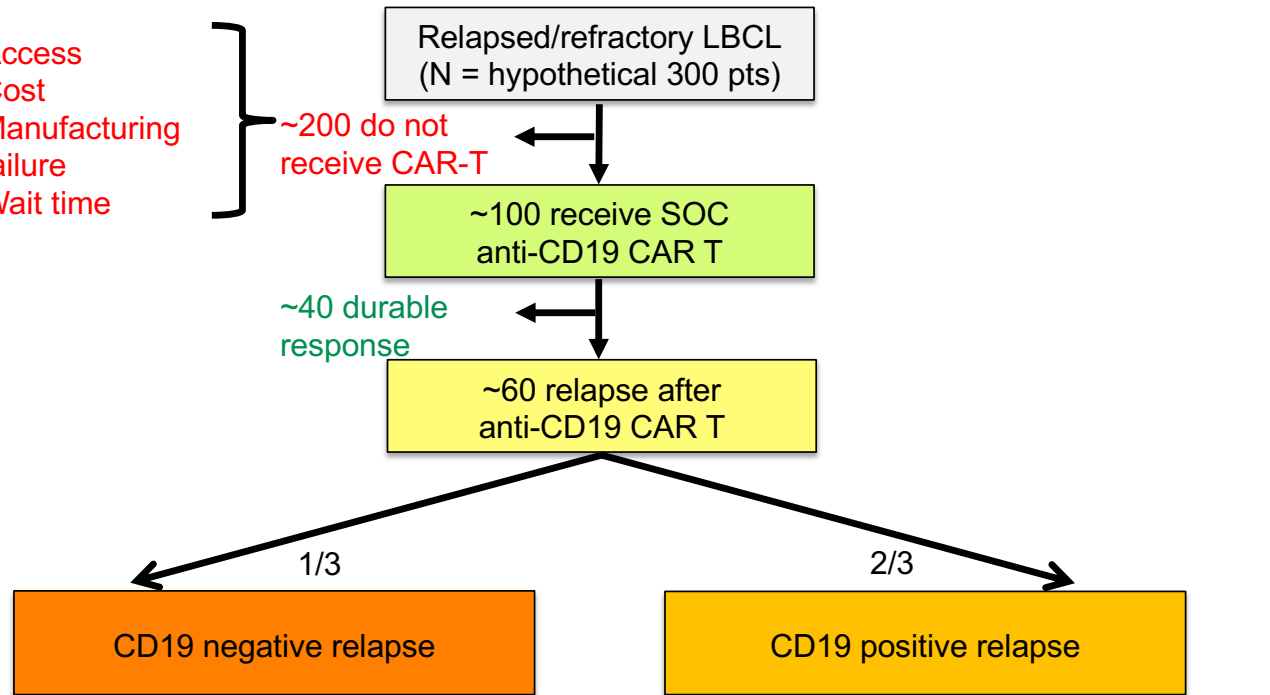 Relapsed/refractory LBCL
(N = hypothetical 300 pts)
Access
Cost
Manufacturing
ailure
Wait time
~200 do not
receive CAR-T
~100 receive SOC
anti-CD19 CAR T
~40 durable
response
~60 relapse after
anti-CD19 CAR T
1/3
2/3
CD19 negative relapse
CD19 positive relapse